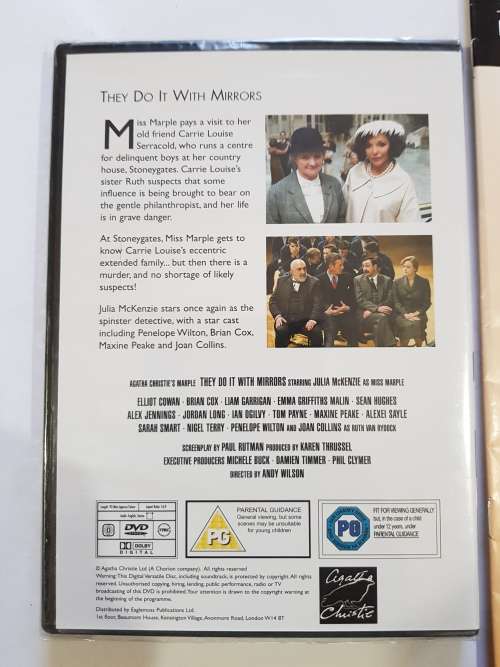 THEY DO IT WITH MIRRORS
Miss Marple pays a visit to her
old friend Carrie Louise
Serracold, who runs a centre
for delinquent boys at her country
house, Stoneygates. Carrie Louise's
sister Ruth suspects that some
influence is being brought to bear on
the gentle philanthropist, and her life
is in grave danger.
At Stoneygates, Miss Marple gets to
know Carrie Louise's eccentric
extended family... but then there is a
murder, and no shortage of likely
suspects!
Julia McKenzie stars once again as the
spinster detective, with a star cast
including Penelope Wilton, Brian Cox,
Maxine Peake and Joan Collins.
AGATHA CHRISTIE'S MARPLE THEY DO IT WITH MIRRORS STARRING JULIA McKENZIE AS MISS MARPLE
ELLIOT COWAN · BRIAN COX · LIAM GARRIGAN · EMMA GRIFFITHS MALIN · SEAN HUGHES
ALEX JENNINGS · JORDAN LONG · IAN OGILVY · TOM PAYNE · MAXINE PEAKE · ALEXEI SAYLE
SARAH SMART · NIGEL TERRY · PENELOPE WILTON AND JOAN COLLINS AS RUTH VAN RYDOCK
SCREENPLAY BY PAUL RUTMAN PRODUCED BY KAREN THRUSSEL
EXECUTIVE PRODUCERS MICHELE BUCK · DAMIEN TIMMER · PHIL CLYMER
DIRECTED BY ANDY WILSON
DVD
DOLBY
DIGITAL
PG
PARENTAL GUIDANCE
General viewing, but some
scenes may be unsuitable
for young children
PG
FIT FOR VIEWING GENERALLY
but, in the case of a child
under 12 years, under
PARENTAL GUIDANCE
© Agatha Christie Ltd (A Chorion company). All rights reserved
Warning: This Digital Versatile Disc, including soundtrack, is protected by copyright. All rights
reserved. Unauthorised copying, hiring, lending, public performance, radio or TV
broadcasting of this DVD is prohibited. Your attention is drawn to the copyright warning at
the beginning of the programme.
Distributed by Eaglemoss Publications Ltd.
1st floor, Beaumont House, Kensington Village, Avonmore Road, London W14 8T
Agatha
Christie